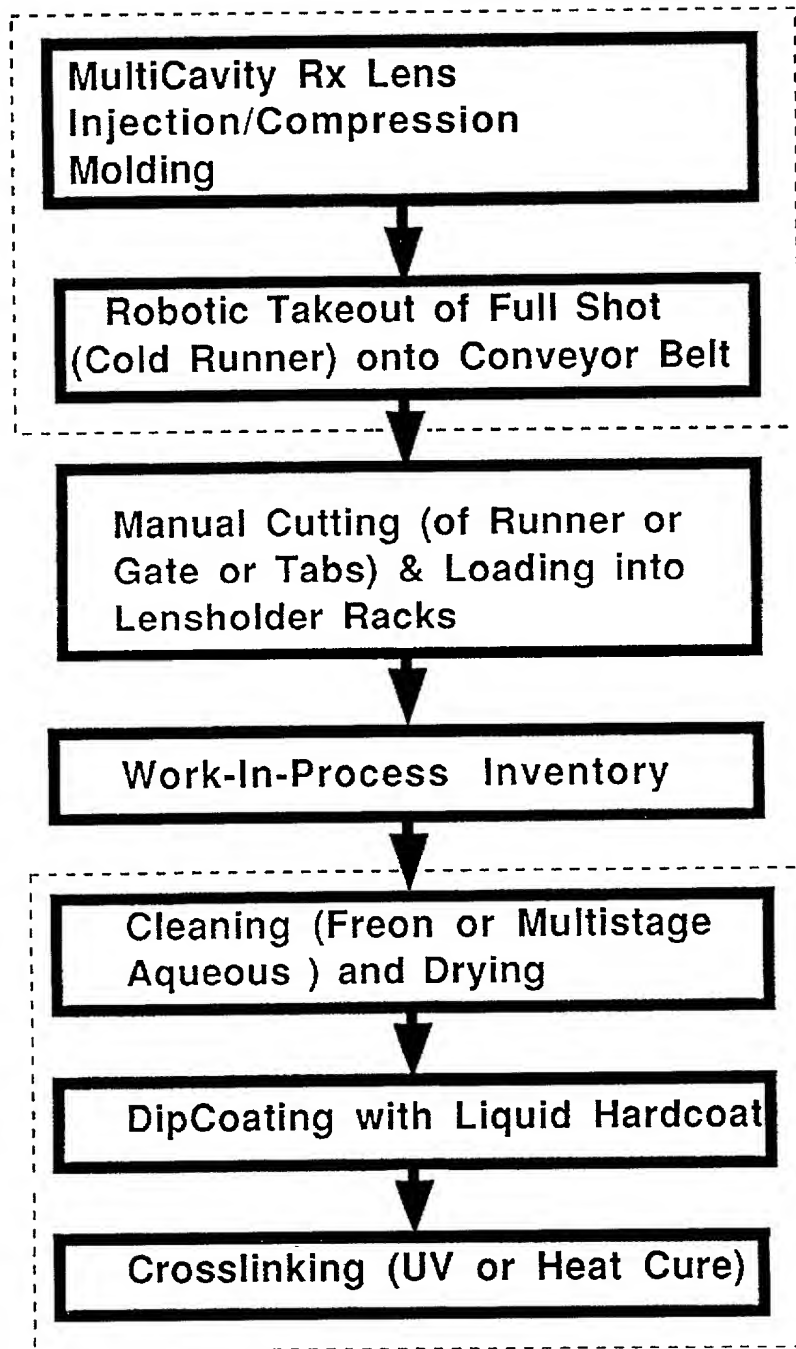 MultiCavity Rx Lens
Injection/Compression
Molding
Robotic Takeout of Full Shot
(Cold Runner) onto Conveyor Belt
Manual Cutting (of Runner or
Gate or Tabs) & Loading into
Lensholder Racks
Work-In-Process Inventory
Cleaning (Freon or Multistage
Aqueous ) and Drying
DipCoating with Liquid Hardcoat
Crosslinking (UV or Heat Cure)